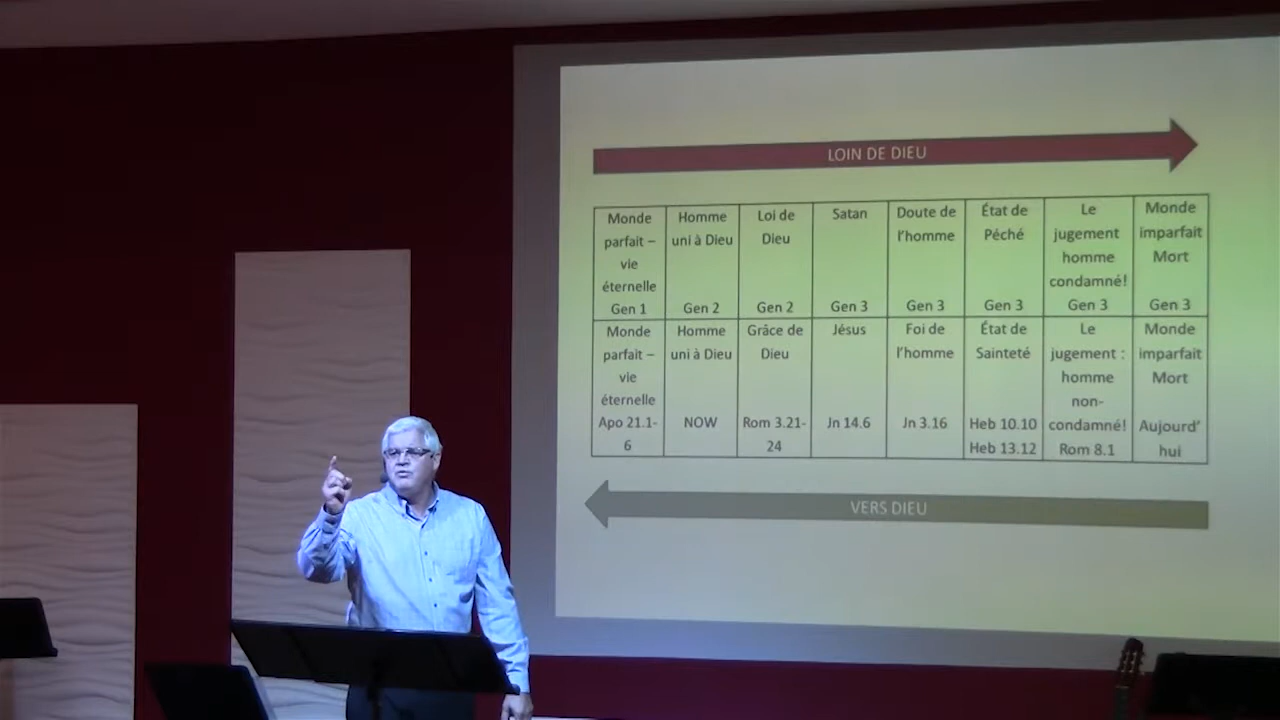 LOIN DE DIEU
Monde
parfait –
vie
éternelle
Gen 1
Homme
uni à Dieu
Gen 2
Loi de
Dieu
Gen 2
Satan
Gen 3
Doute de
l'homme
Gen 3
État de
Péché
Gen 3
Le
jugement
homme
condamné!
Gen 3
Monde
imparfait
Mort
Gen 3
Monde
parfait –
vie
éternelle
Apo 21.1-
6
Homme
uni à Dieu
NOW
Grâce de
Dieu
Rom 3.21-
24
Jésus
Jn 14.6
Foi de
l'homme
Jn 3.16
État de
Sainteté
Heb 10.10
Heb 13.12
Le
jugement :
homme
non-
condamné!
Rom 8.1
Monde
imparfait
Mort
Aujourd'
hui
VERS DIEU